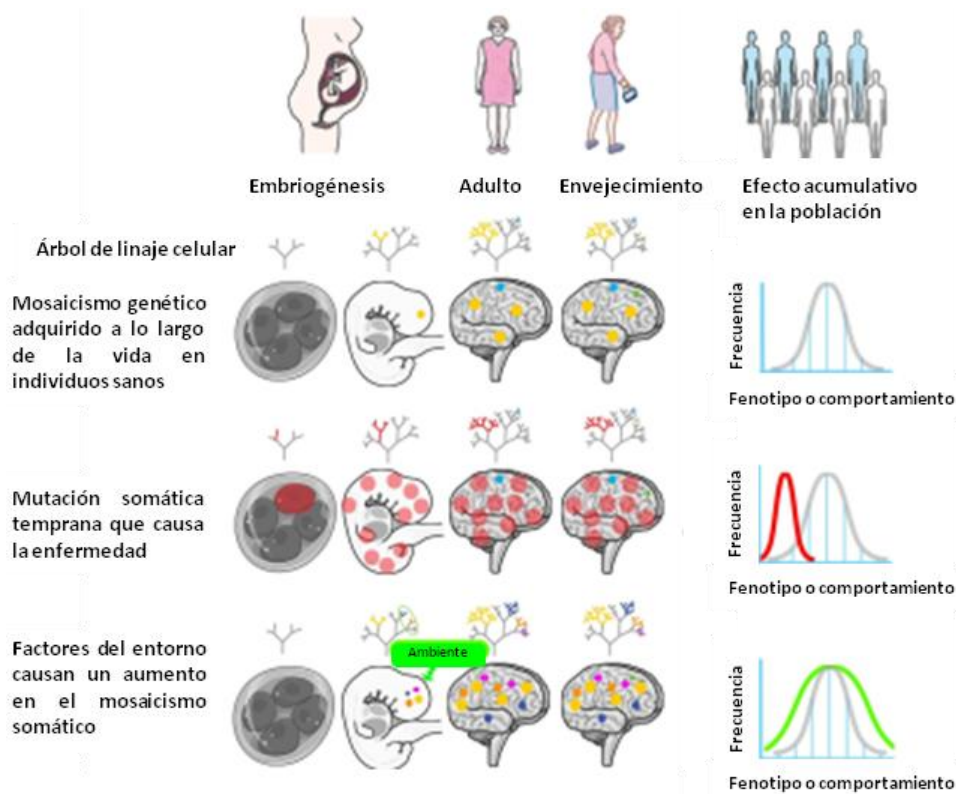 Embriogénesis
Adulto
Envejecimiento
Efecto acumulativo
en la población
Árbol de linaje celular
Mosaicismo genético
adquirido a lo largo
de la vida en
individuos sanos
Frecuencia
Fenotipo o comportamiento
Mutación somática
temprana que causa
la enfermedad
Frecuencia
Fenotipo o comportamiento
Factores del entorno
causan un aumento
en el mosaicismo
somático
Ambiente
Frecuencia
Fenotipo o comportamiento